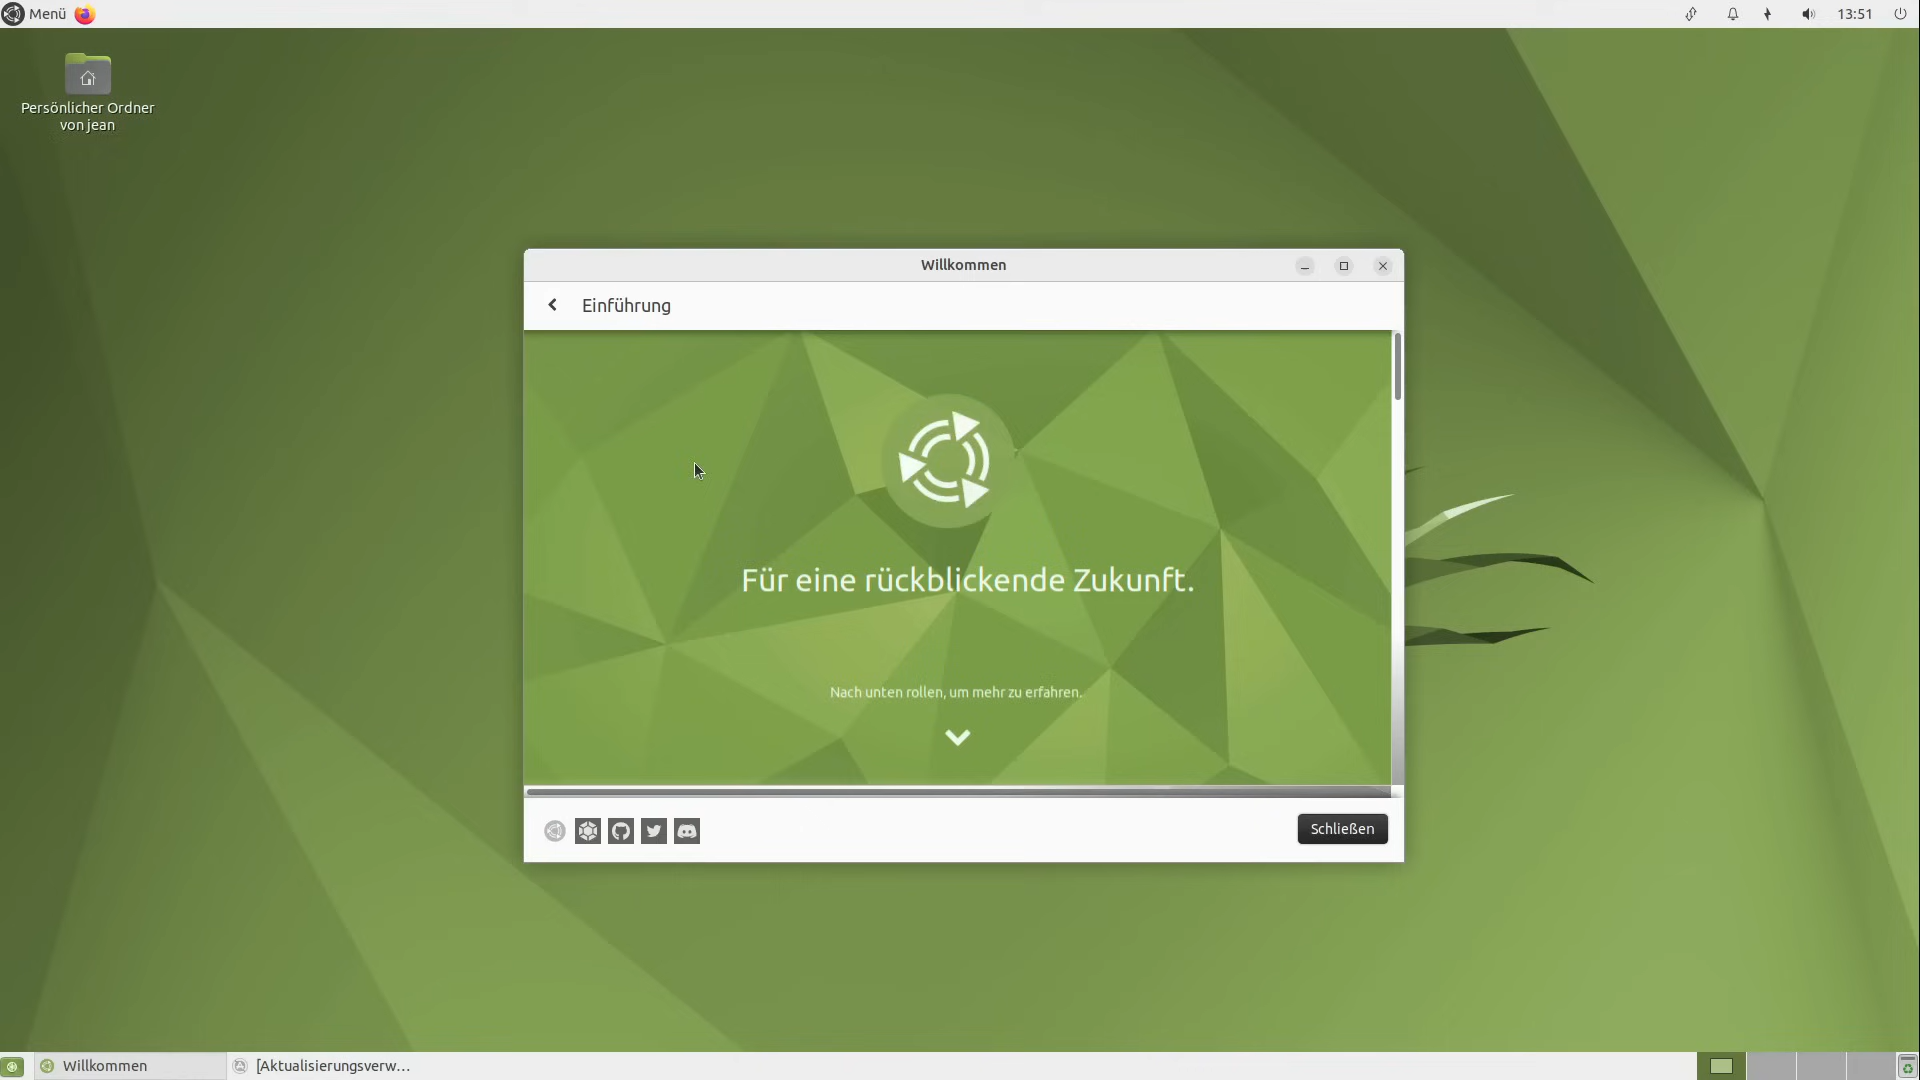 Menü
13:51
Persönlicher Ordner
von jean
Willkommen
Einführung
Für eine rückblickende Zukunft.
Nach unten rollen, um mehr zu erfahren.
Schließen
Willkommen
[Aktualisierungsverw...